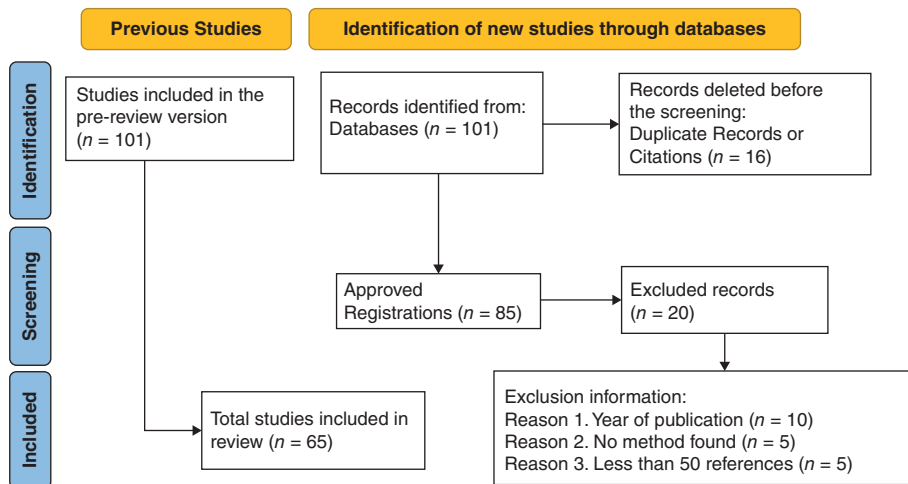 Previous Studies
Identification of new studies through databases
Identification
Studies included in the
pre-review version
(n = 101)
Records identified from:
Databases (n = 101)
Records deleted before
the screening:
Duplicate Records or
Citations (n = 16)
Screening
Approved
Registrations (n = 85)
Excluded records
(n = 20)
Included
Total studies included in
review (n = 65)
Exclusion information:
Reason 1. Year of publication (n = 10)
Reason 2. No method found (n = 5)
Reason 3. Less than 50 references (n = 5)